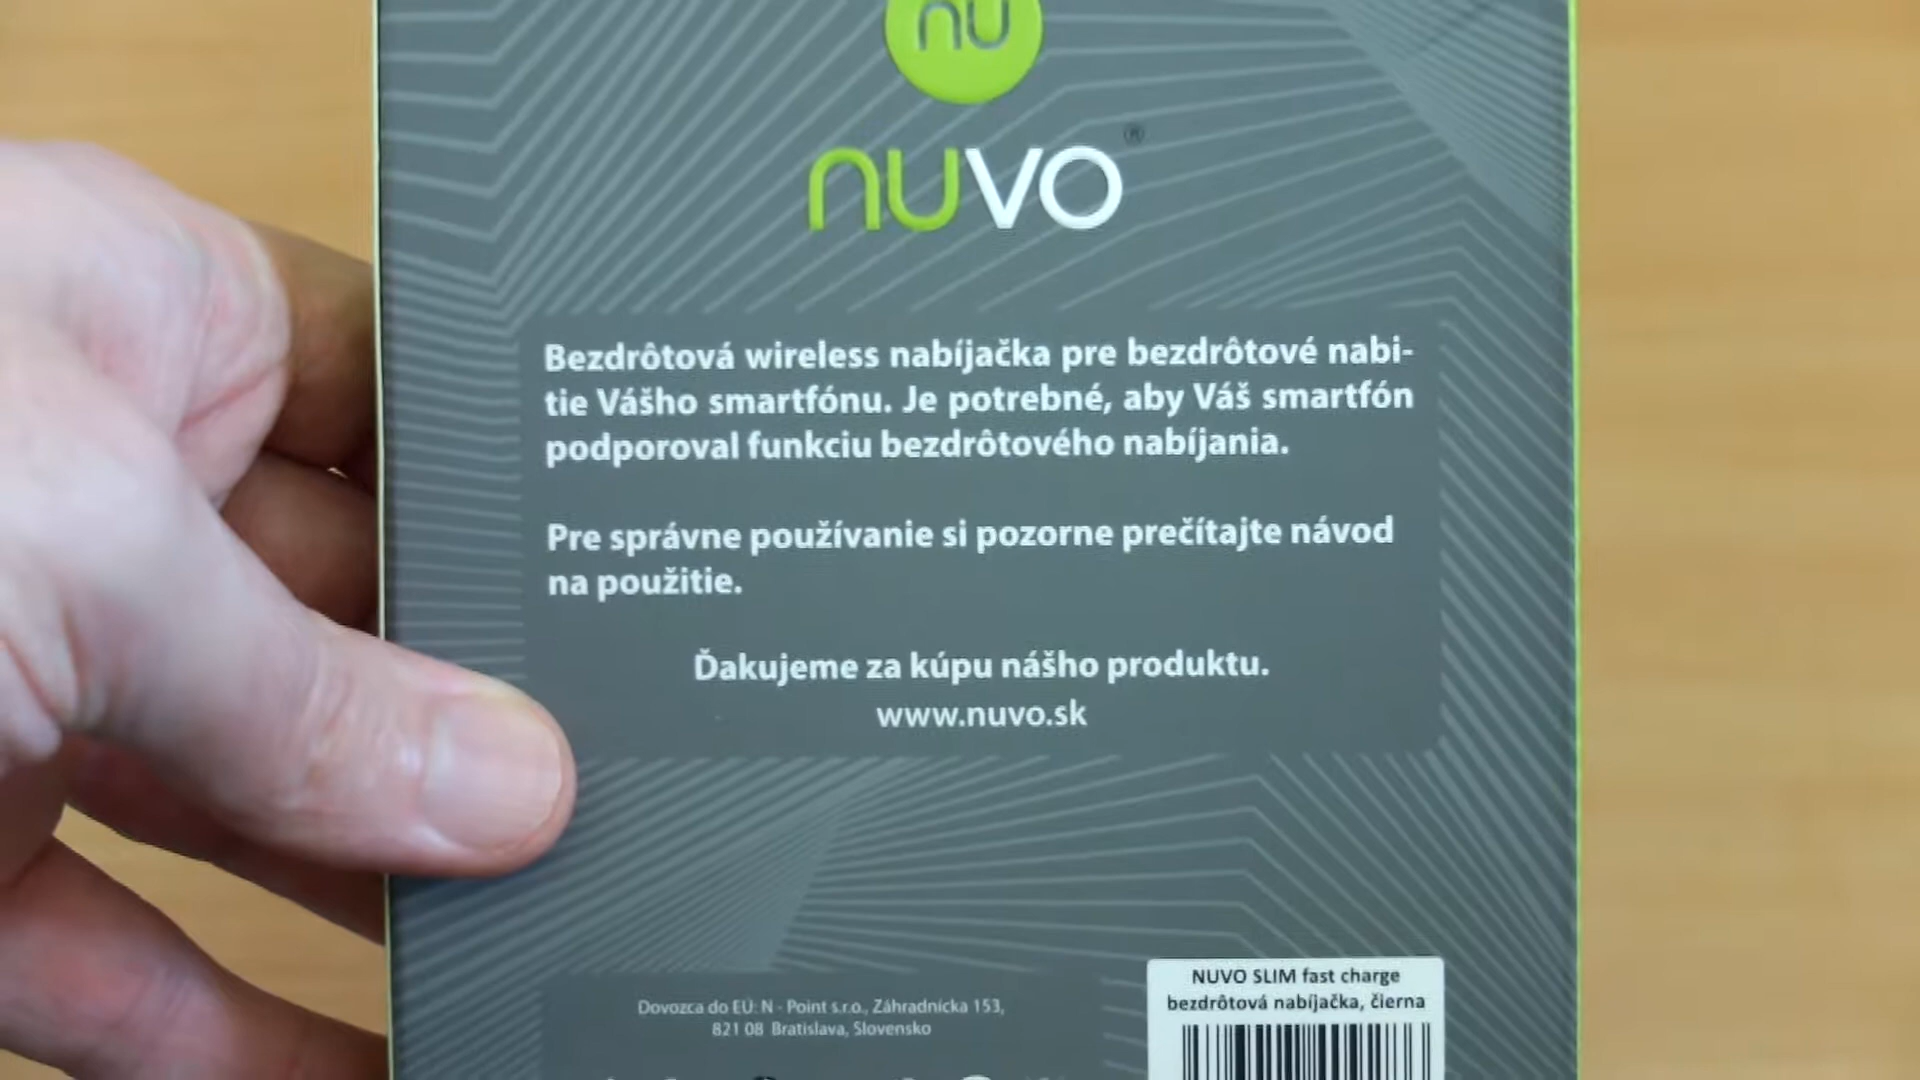 nu
nuvo®
Bezdrôtová wireless nabíjačka pre bezdrôtové nabi-
tie Vášho smartfónu. Je potrebné, aby Váš smartfón
podporoval funkciu bezdrôtového nabíjania.
Pre správne používanie si pozorne prečítajte návod
na použitie.
Ďakujeme za kúpu nášho produktu.
www.nuvo.sk
Dovozca do EÚ: N - Point s.r.o., Záhradnícka 153,
821 08 Bratislava, Slovensko
NUVO SLIM fast charge
bezdrôtová nabíjačka, čierna